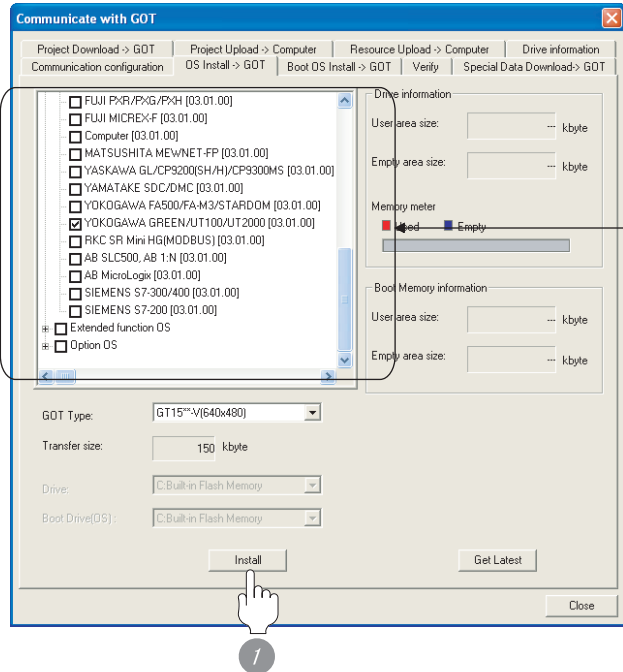 Communicate with GOT
Project Download -> GOT Project Upload -> Computer Resource Upload -> Computer Drive information
Communication configuration OS Install -> GOT Boot OS Install -> GOT Verify Special Data Download-> GOT
FUJI PXR/PXG/PXH [03.01.00]
FUJI MICREX-F [03.01.00]
Computer [03.01.00]
MATSUSHITA MEWNET-FP [03.01.00]
YASKAWA GL/CP9200(SH/H)/CP9300MS [03.01.00]
YAMATAKE SDC/DMC [03.01.00]
YOKOGAWA FA500/FA-M3/STARDOM [03.01.00]
YOKOGAWA GREEN/UT100/UT2000 [03.01.00]
RKC SR Mini HG(MODBUS) [03.01.00]
AB SLC500, AB 1:N [03.01.00]
AB MicroLogix [03.01.00]
SIEMENS S7-300/400 [03.01.00]
SIEMENS S7-200 [03.01.00]
Extended function OS
Option OS
Drive information
User area size: --- kbyte
Empty area size: --- kbyte
Memory meter
Used Empty
Boot Memory information
User area size: --- kbyte
Empty area size: --- kbyte
GOT Type: GT15**-V(640x480)
Transfer size: 150 kbyte
Drive: C:Built-in Flash Memory
Boot Drive(OS) : C:Built-in Flash Memory
Install Get Latest
Close
1